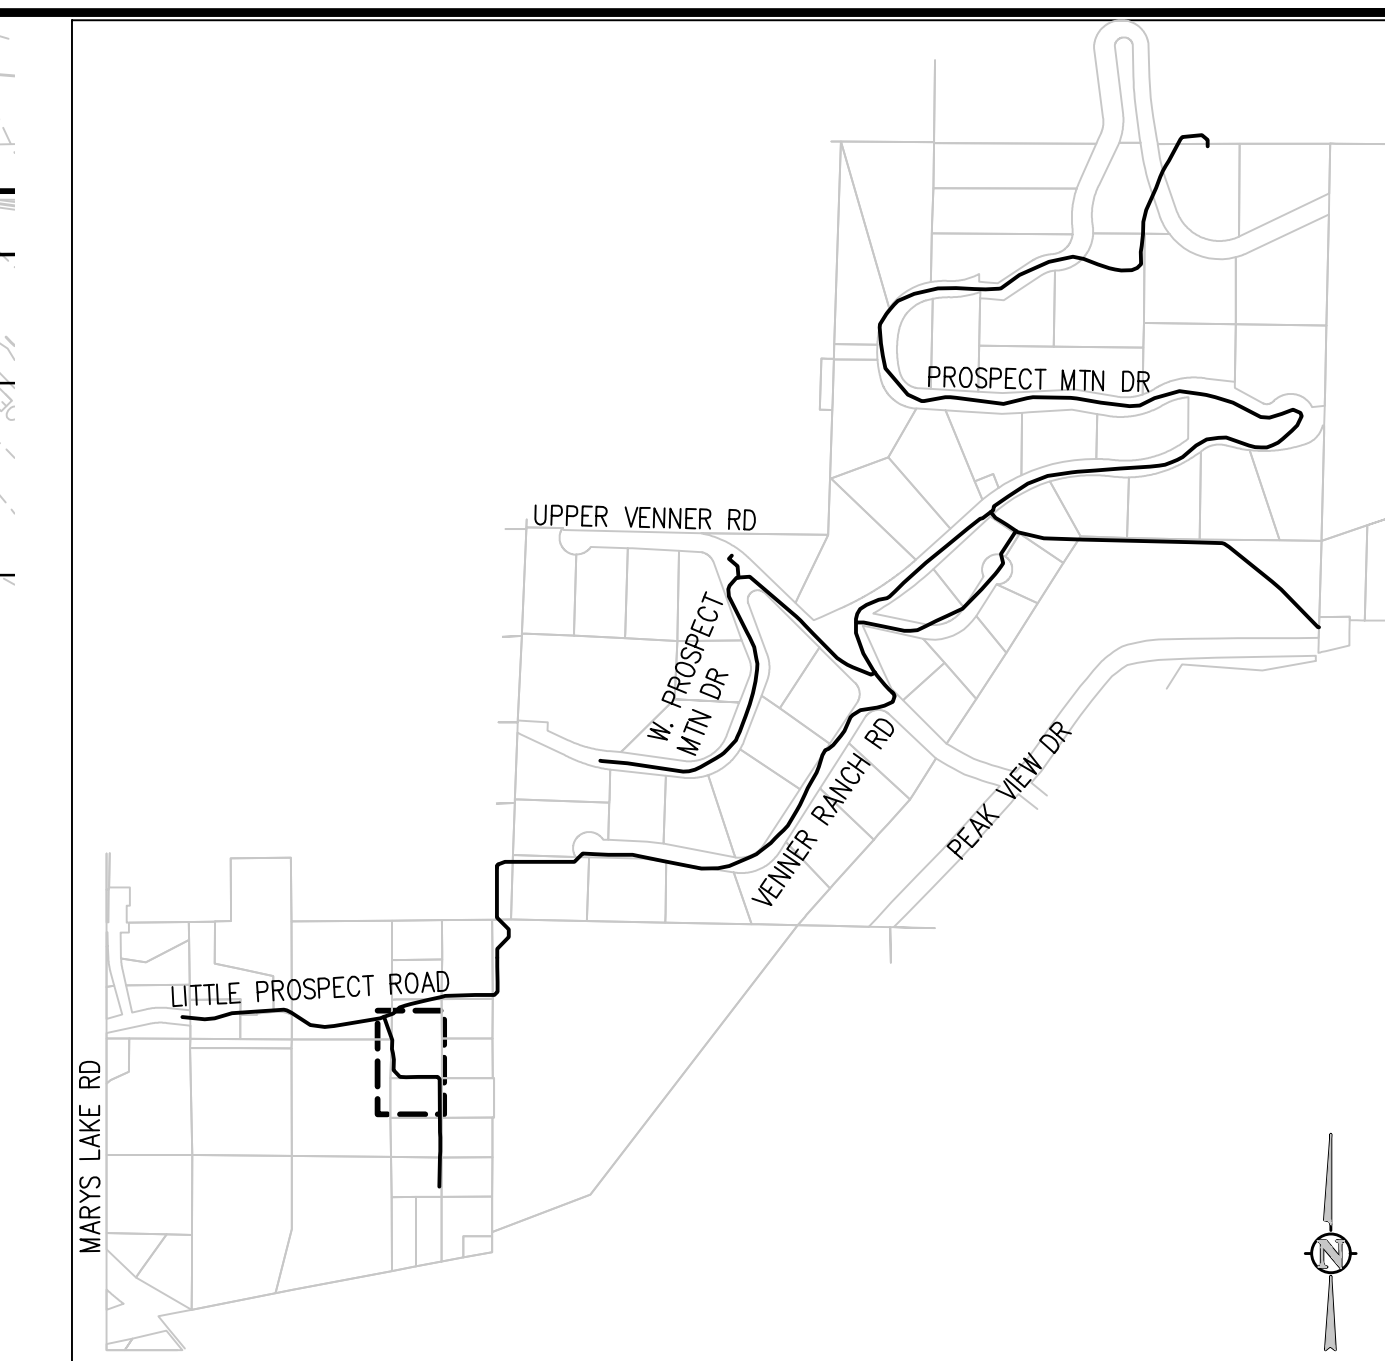 PROSPECT MTN DR
UPPER VENNER RD
W. PROSPECT
MTN DR
VENNER RANCH RD
PEAK VIEW DR
LITTLE PROSPECT ROAD
MARYS LAKE RD
N